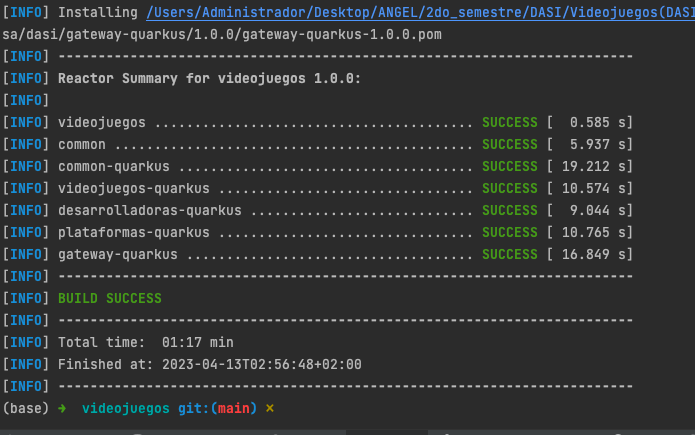 [INFO] Installing /Users/Administrador/Desktop/ANGEL/2do_semestre/DASI/Videojuegos(DASI
sa/dasi/gateway-quarkus/1.0.0/gateway-quarkus-1.0.0.pom
[INFO] ------------------------------------------------------------------------
[INFO] Reactor Summary for videojuegos 1.0.0:
[INFO]
[INFO] videojuegos ........................................ SUCCESS [  0.585 s]
[INFO] common ............................................. SUCCESS [  5.937 s]
[INFO] common-quarkus ..................................... SUCCESS [ 19.212 s]
[INFO] videojuegos-quarkus ................................ SUCCESS [ 10.574 s]
[INFO] desarrolladoras-quarkus ............................ SUCCESS [  9.044 s]
[INFO] plataformas-quarkus ................................ SUCCESS [ 10.765 s]
[INFO] gateway-quarkus .................................... SUCCESS [ 16.849 s]
[INFO] ------------------------------------------------------------------------
[INFO] BUILD SUCCESS
[INFO] ------------------------------------------------------------------------
[INFO] Total time:  01:17 min
[INFO] Finished at: 2023-04-13T02:56:48+02:00
[INFO] ------------------------------------------------------------------------
(base) ➜  videojuegos git:(main) ✗